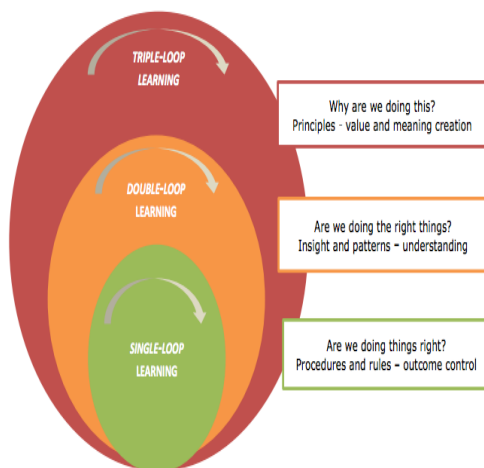 TRIPLE-LOOP
LEARNING
Why are we doing this?
Principles - value and meaning creation
DOUBLE-LOOP
LEARNING
Are we doing the right things?
Insight and patterns – understanding
SINGLE-LOOP
LEARNING
Are we doing things right?
Procedures and rules – outcome control